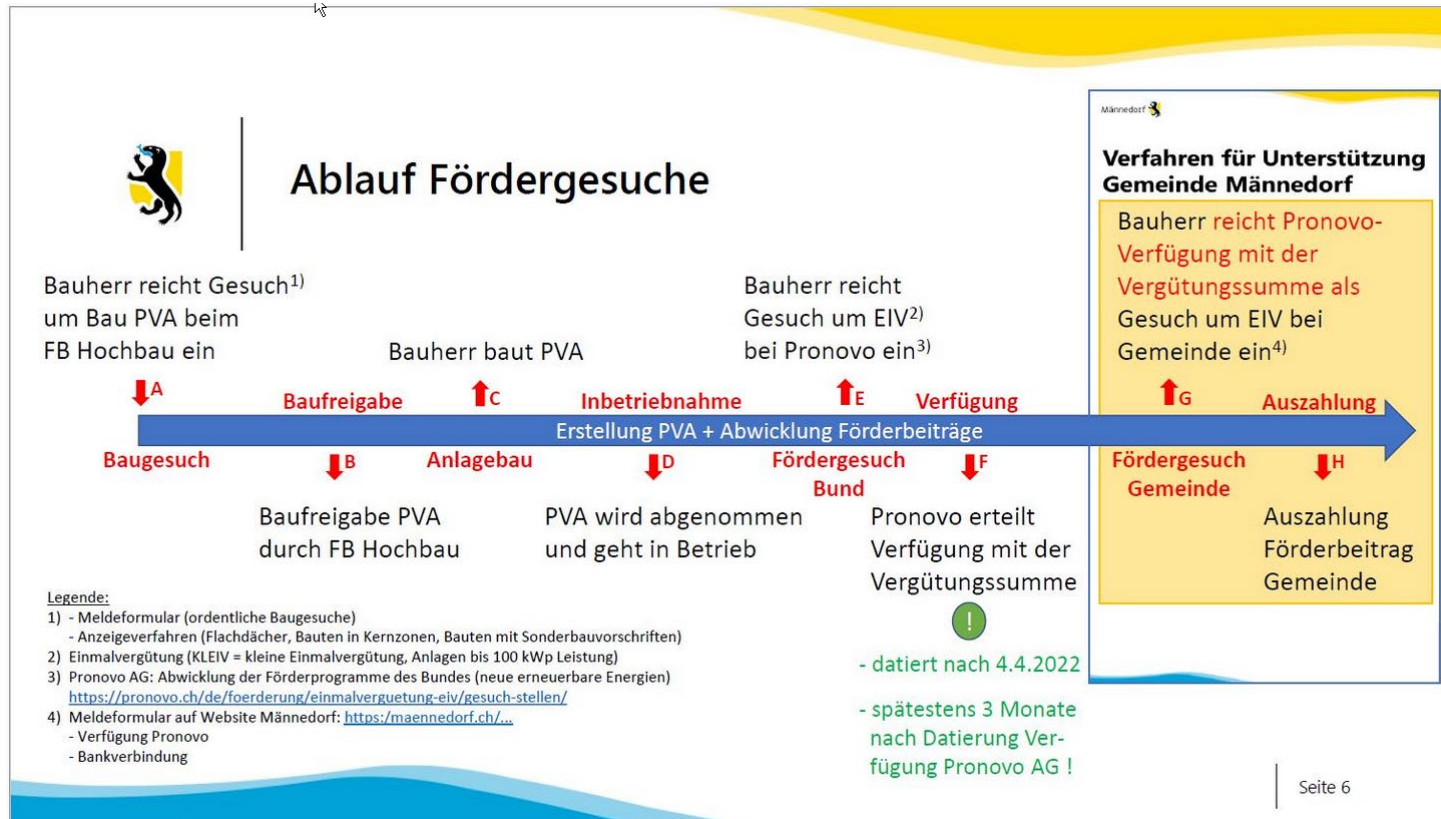 Ablauf Fördergesuche
Bauherr reicht Gesuch1)
um Bau PVA beim
FB Hochbau ein
Bauherr baut PVA
Bauherr reicht
Gesuch um EIV2)
bei Pronovo ein3)
A
Baufreigabe
C
Inbetriebnahme
E
Verfügung
Erstellung PVA + Abwicklung Förderbeiträge
Baugesuch
B
Anlagebau
D
Fördergesuch
Bund
F
Baufreigabe PVA
durch FB Hochbau
PVA wird abgenommen
und geht in Betrieb
Pronovo erteilt
Verfügung mit der
Vergütungssumme
!
- datiert nach 4.4.2022
- spätestens 3 Monate
nach Datierung Ver-
fügung Pronovo AG !
Männedorf
Verfahren für Unterstützung
Gemeinde Männedorf
Bauherr reicht Pronovo-
Verfügung mit der
Vergütungssumme als
Gesuch um EIV bei
Gemeinde ein4)
G
Auszahlung
Fördergesuch
Gemeinde
H
Auszahlung
Förderbeitrag
Gemeinde
Legende:
1) - Meldeformular (ordentliche Baugesuche)
- Anzeigeverfahren (Flachdächer, Bauten in Kernzonen, Bauten mit Sonderbauvorschriften)
2) Einmalvergütung (KLEIV = kleine Einmalvergütung, Anlagen bis 100 kWp Leistung)
3) Pronovo AG: Abwicklung der Förderprogramme des Bundes (neue erneuerbare Energien)
https://pronovo.ch/de/foerderung/einmalverguetung-eiv/gesuch-stellen/
4) Meldeformular auf Website Männedorf: https:/maennedorf.ch/...
- Verfügung Pronovo
- Bankverbindung
Seite 6